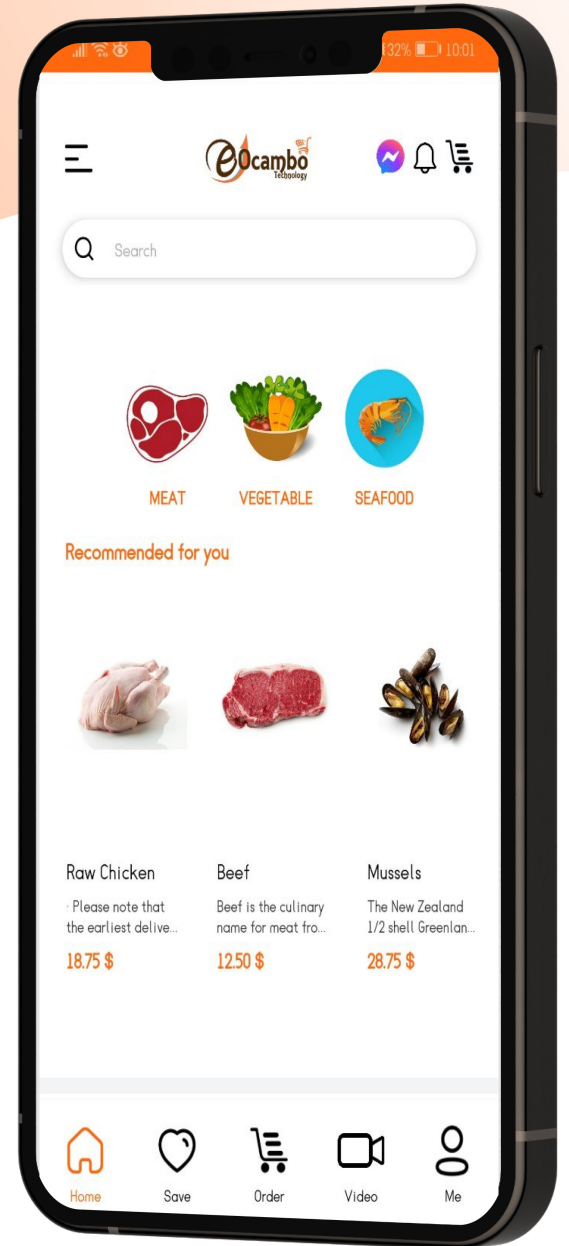 32% 10:01
eOcambo
Technology
Search
MEAT VEGETABLE SEAFOOD
Recommended for you
Raw Chicken Beef Mussels
· Please note that Beef is the culinary The New Zealand
the earliest delive... name for meat fro... 1/2 shell Greenlan...
18.75 $ 12.50 $ 28.75 $
Home Save Order Video Me